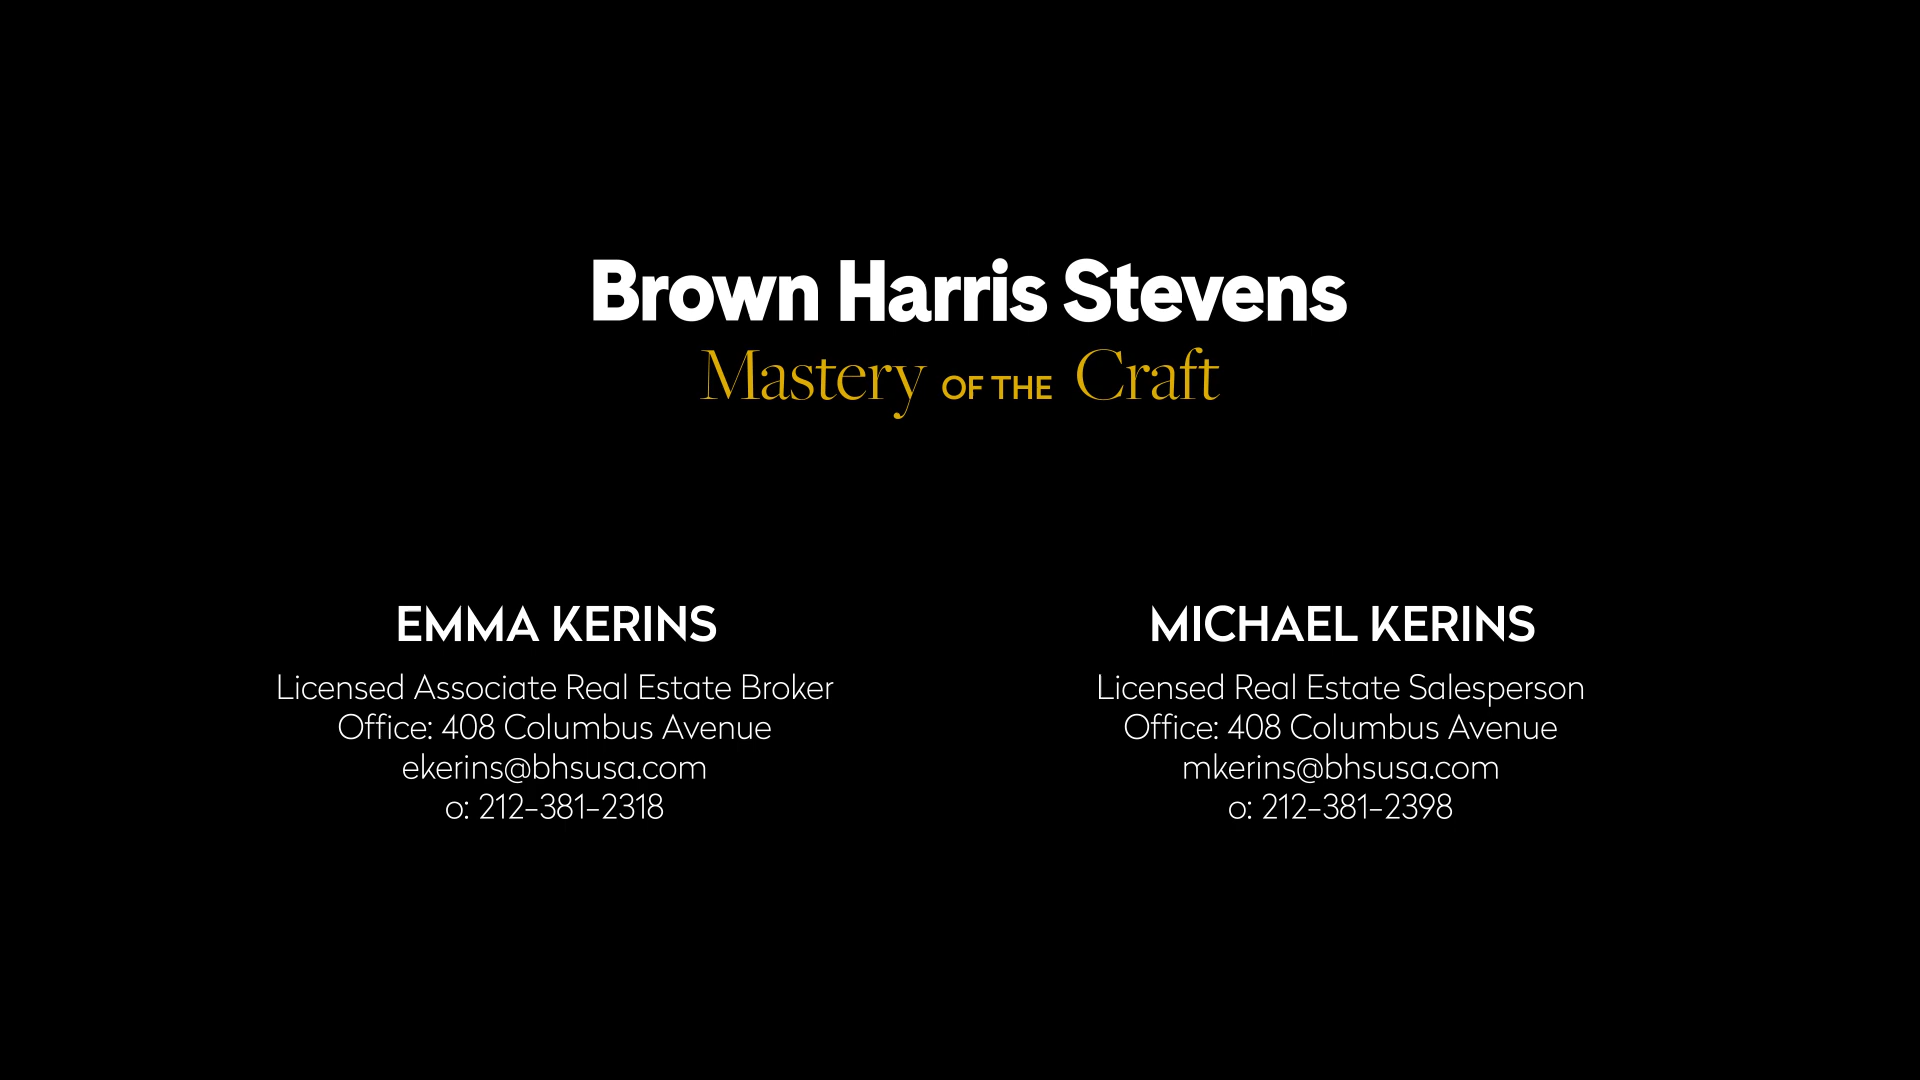 Brown Harris Stevens
Mastery OF THE Craft
EMMA KERINS
Licensed Associate Real Estate Broker
Office: 408 Columbus Avenue
ekerins@bhsusa.com
o: 212-381-2318
MICHAEL KERINS
Licensed Real Estate Salesperson
Office: 408 Columbus Avenue
mkerins@bhsusa.com
o: 212-381-2398